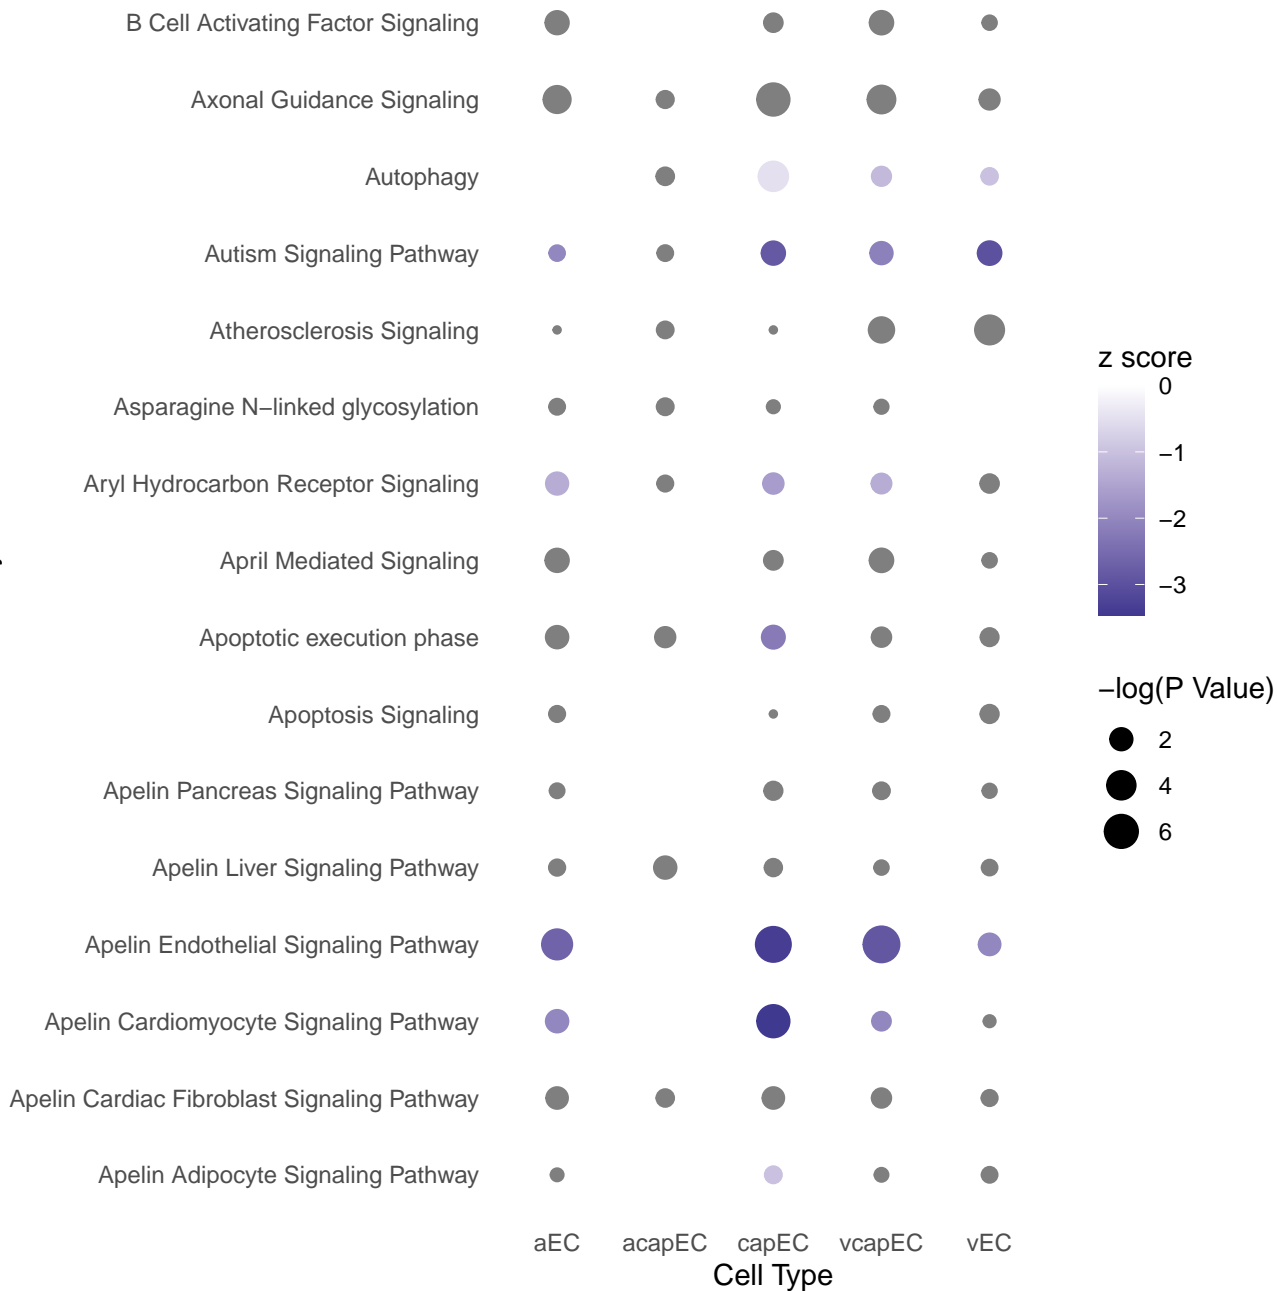 B Cell Activating Factor Signaling
Axonal Guidance Signaling
Autophagy
Autism Signaling Pathway
Atherosclerosis Signaling
Asparagine N−linked glycosylation
Aryl Hydrocarbon Receptor Signaling
April Mediated Signaling
Apoptotic execution phase
Apoptosis Signaling
Apelin Pancreas Signaling Pathway
Apelin Liver Signaling Pathway
Apelin Endothelial Signaling Pathway
Apelin Cardiomyocyte Signaling Pathway
Apelin Cardiac Fibroblast Signaling Pathway
Apelin Adipocyte Signaling Pathway
aEC acapEC capEC vcapEC vEC
Cell Type
z score
0
−1
−2
−3
−log(P Value)
2
4
6